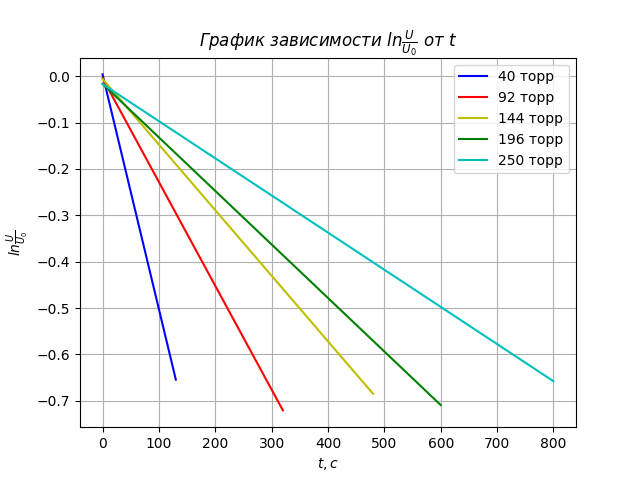 График зависимости ln U/U₀ от t
40 торр
92 торр
144 торр
196 торр
250 торр
0.0
−0.1
−0.2
−0.3
−0.4
−0.5
−0.6
−0.7
ln U/U₀
0 100 200 300 400 500 600 700 800
t, c